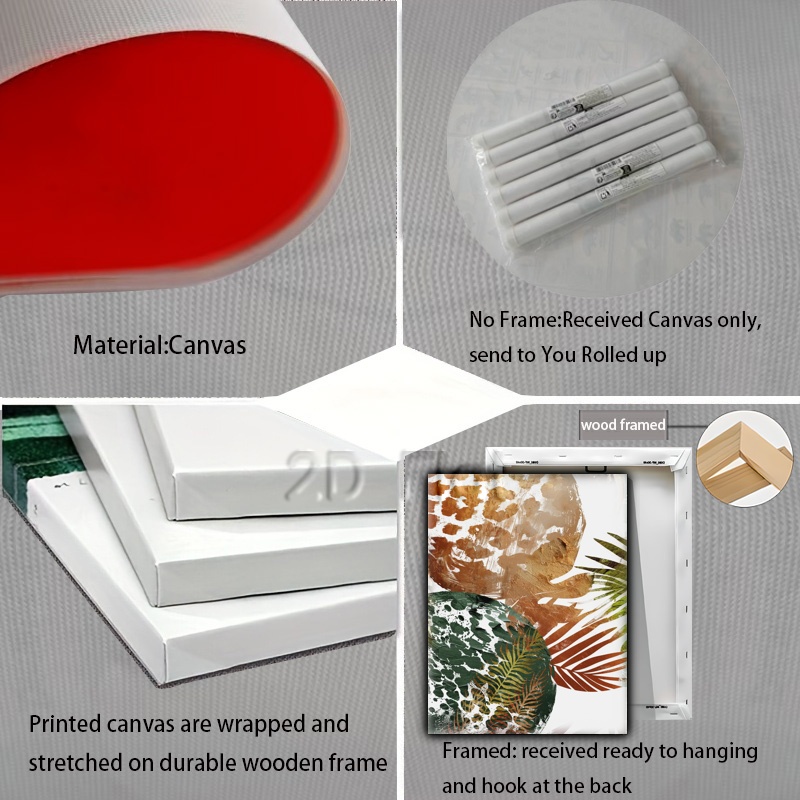 Material:Canvas
No Frame:Received Canvas only,
send to You Rolled up
wood framed
2D
Printed canvas are wrapped and
stretched on durable wooden frame
Framed: received ready to hanging
and hook at the back